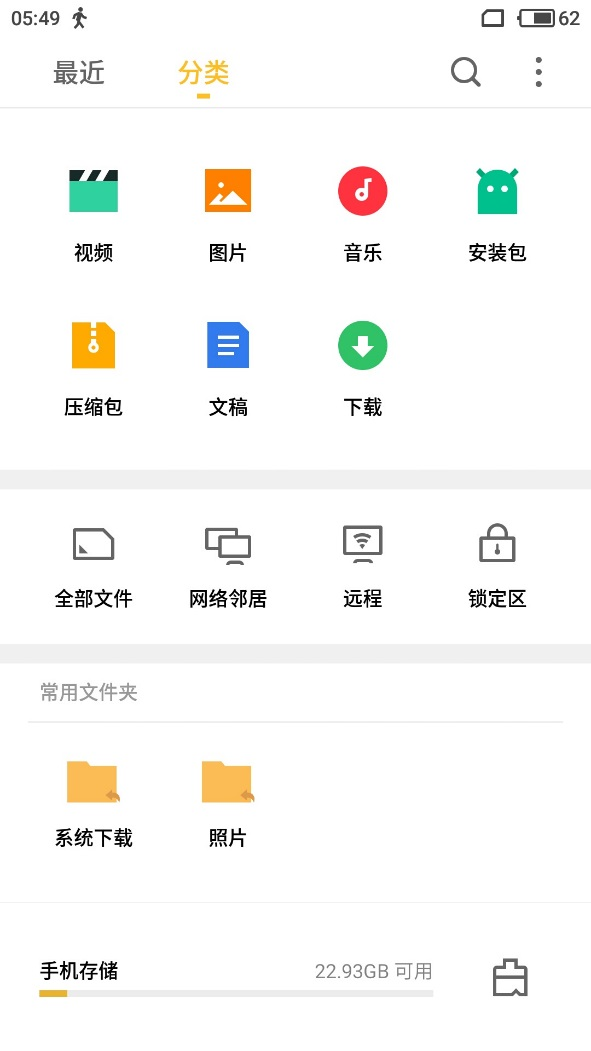 05:49 62
最近 分类
视频 图片 音乐 安装包
压缩包 文稿 下载
全部文件 网络邻居 远程 锁定区
常用文件夹
系统下载 照片
手机存储 22.93GB 可用